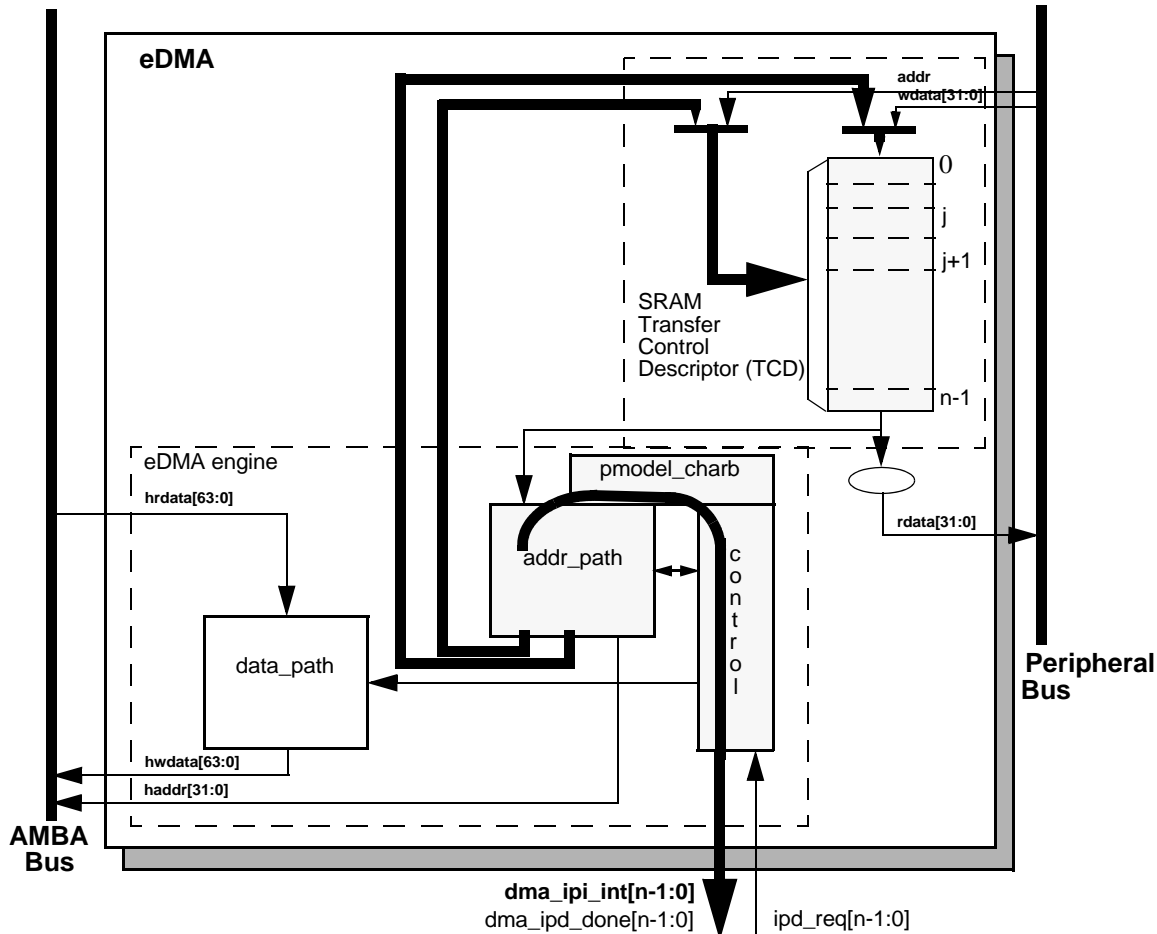 eDMA
addr
wdata[31:0]
0
j
j+1
SRAM
Transfer
Control
Descriptor (TCD)
n-1
eDMA engine
pmodel_charb
hrdata[63:0]
rdata[31:0]
addr_path
control
data_path
Peripheral
Bus
hwdata[63:0]
haddr[31:0]
AMBA
Bus
dma_ipi_int[n-1:0]
dma_ipd_done[n-1:0]
ipd_req[n-1:0]